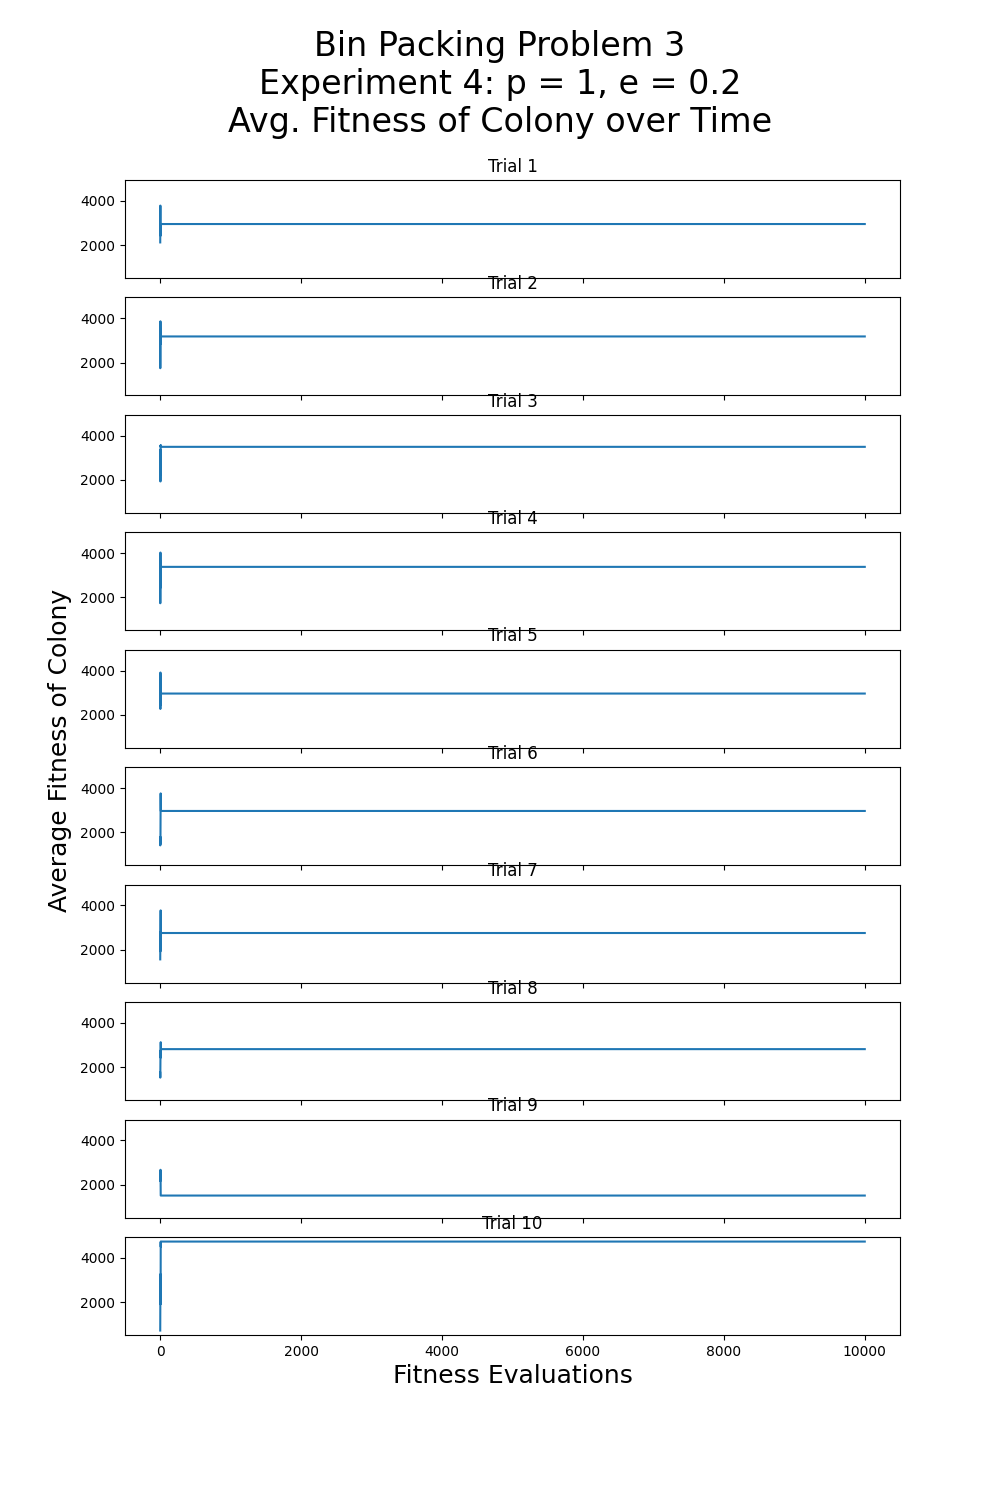 Bin Packing Problem 3
Experiment 4: p = 1, e = 0.2
Avg. Fitness of Colony over Time
Average Fitness of Colony
Trial 1
4000
2000
Trial 2
4000
2000
Trial 3
4000
2000
Trial 4
4000
2000
Trial 5
4000
2000
Trial 6
4000
2000
Trial 7
4000
2000
Trial 8
4000
2000
Trial 9
4000
2000
Trial 10
4000
2000
0 2000 4000 6000 8000 10000
Fitness Evaluations